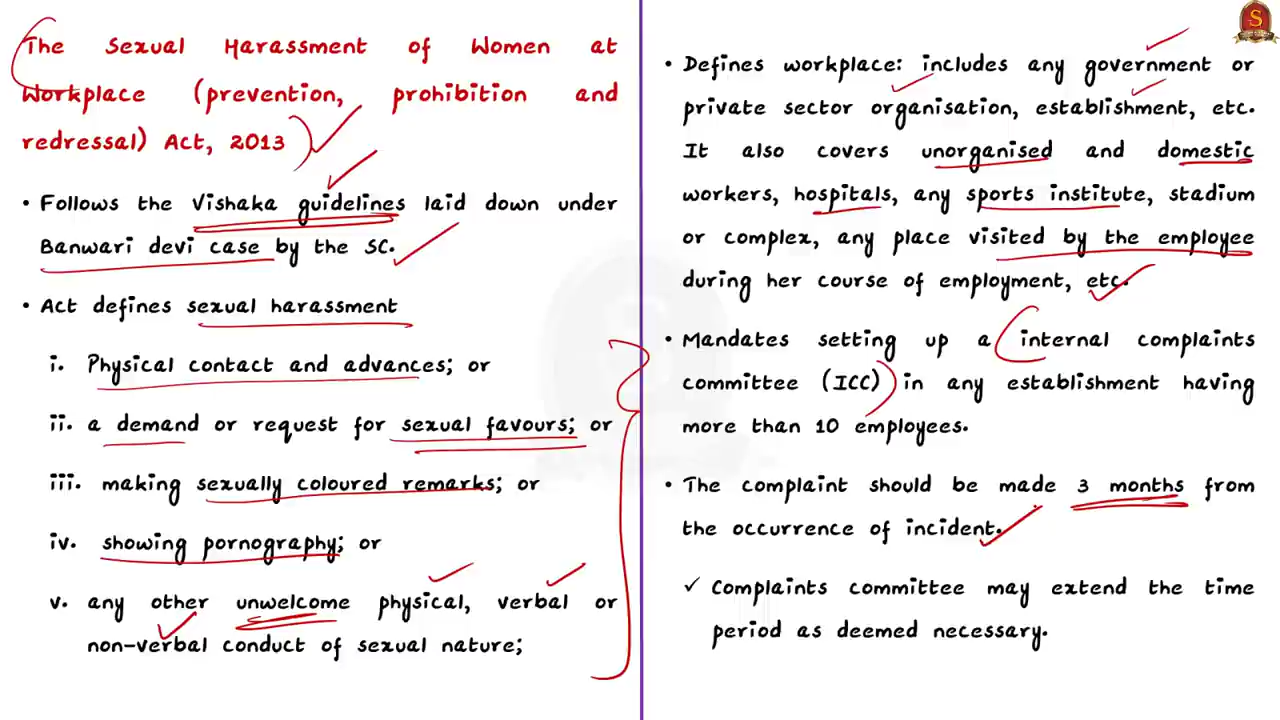 The Sexual Harassment of Women at
Workplace (prevention, prohibition and
redressal) Act, 2013
• Follows the Vishaka guidelines laid down under
Banwari devi case by the SC.
• Act defines sexual harassment
i. Physical contact and advances; or
ii. a demand or request for sexual favours; or
iii. making sexually coloured remarks; or
iv. showing pornography; or
v. any other unwelcome physical, verbal or
non-verbal conduct of sexual nature;
• Defines workplace: includes any government or
private sector organisation, establishment, etc.
It also covers unorganised and domestic
workers, hospitals, any sports institute, stadium
or complex, any place visited by the employee
during her course of employment, etc.
• Mandates setting up a internal complaints
committee (ICC) in any establishment having
more than 10 employees.
• The complaint should be made 3 months from
the occurrence of incident.
✓ Complaints committee may extend the time
period as deemed necessary.
S